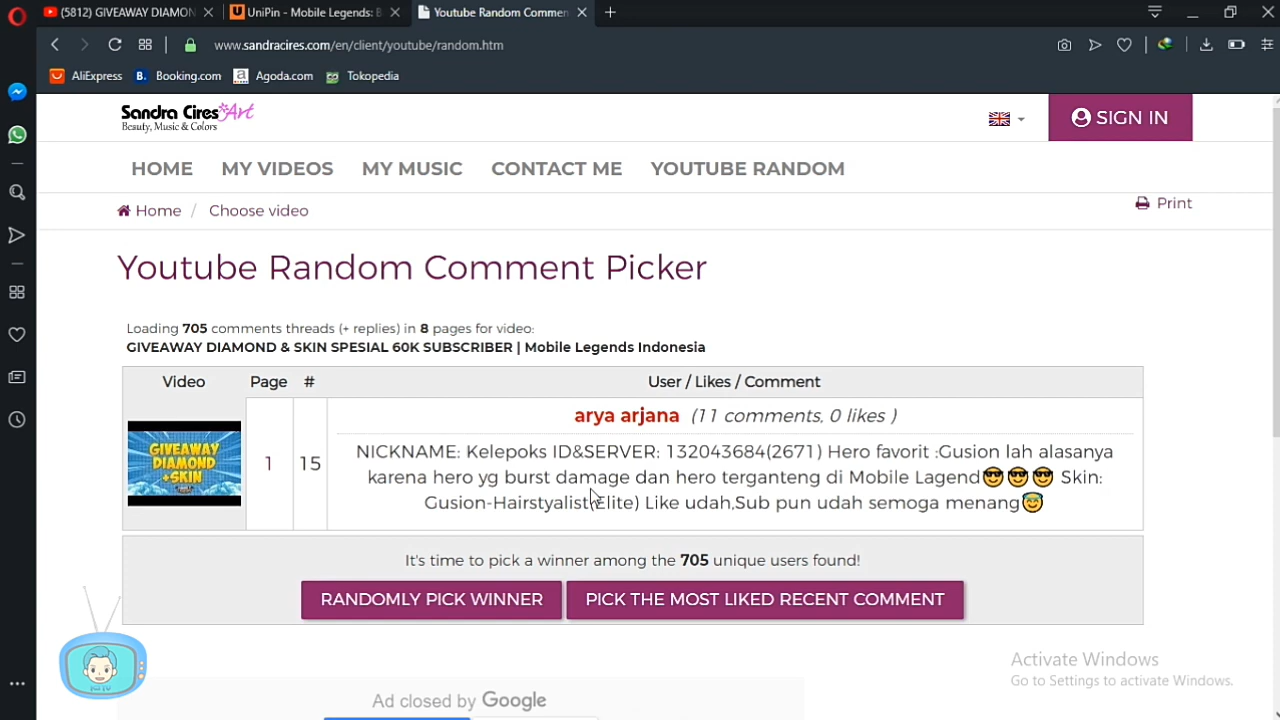 (5812) GIVEAWAY DIAMON
UniPin - Mobile Legends: B
Youtube Random Commen
www.sandracires.com/en/client/youtube/random.htm
AliExpress
Booking.com
Agoda.com
Tokopedia
Sandra Cires Art
Beauty, Music & Colors
SIGN IN
HOME
MY VIDEOS
MY MUSIC
CONTACT ME
YOUTUBE RANDOM
Home / Choose video
Print
Youtube Random Comment Picker
Loading 705 comments threads (+ replies) in 8 pages for video:
GIVEAWAY DIAMOND & SKIN SPESIAL 60K SUBSCRIBER | Mobile Legends Indonesia
Video
Page
#
User / Likes / Comment
GIVEAWAY
DIAMOND
+SKIN
1
15
arya arjana (11 comments, 0 likes )
NICKNAME: Kelepoks ID&SERVER: 132043684(2671) Hero favorit :Gusion lah alasanya
karena hero yg burst damage dan hero terganteng di Mobile Lagend😎😎😎 Skin:
Gusion-Hairstyalist(Elite) Like udah,Sub pun udah semoga menang😇
It's time to pick a winner among the 705 unique users found!
RANDOMLY PICK WINNER
PICK THE MOST LIKED RECENT COMMENT
Activate Windows
Go to Settings to activate Windows.
Ad closed by Google